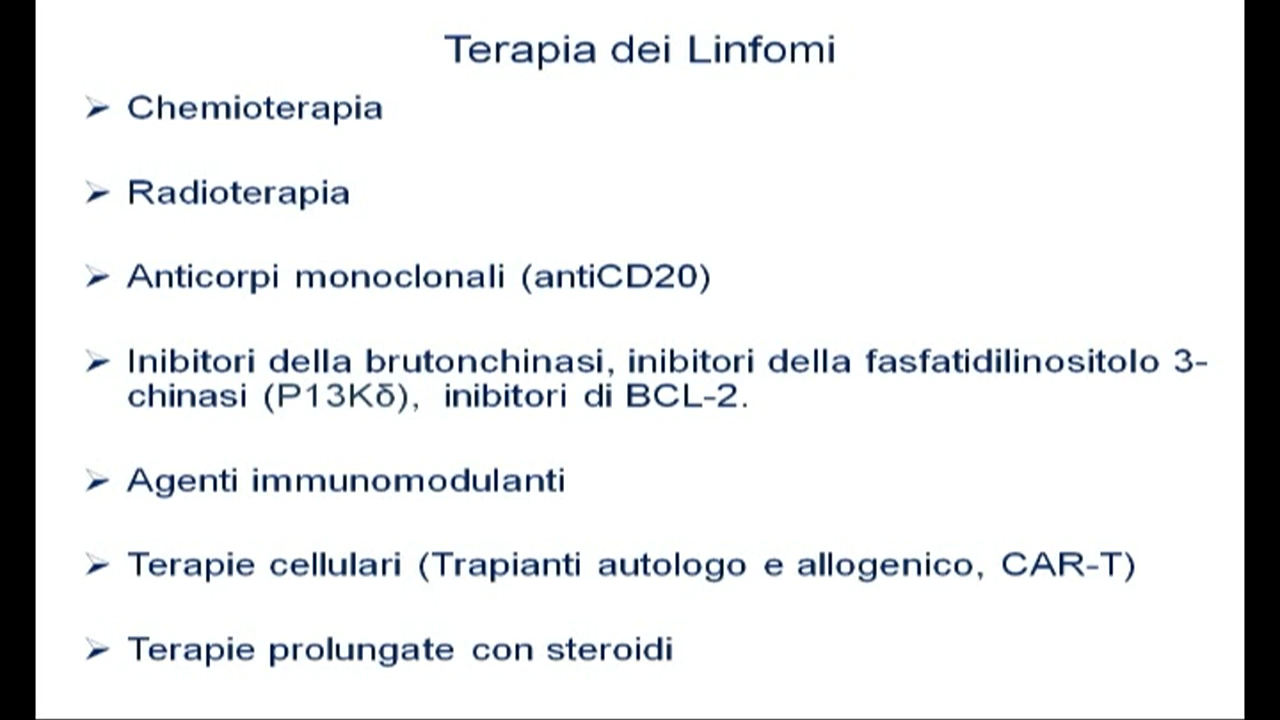 Terapia dei Linfomi
➢ Chemioterapia
➢ Radioterapia
➢ Anticorpi monoclonali (antiCD20)
➢ Inibitori della brutonchinasi, inibitori della fasfatidilinositolo 3-
chinasi (P13Kδ), inibitori di BCL-2.
➢ Agenti immunomodulanti
➢ Terapie cellulari (Trapianti autologo e allogenico, CAR-T)
➢ Terapie prolungate con steroidi